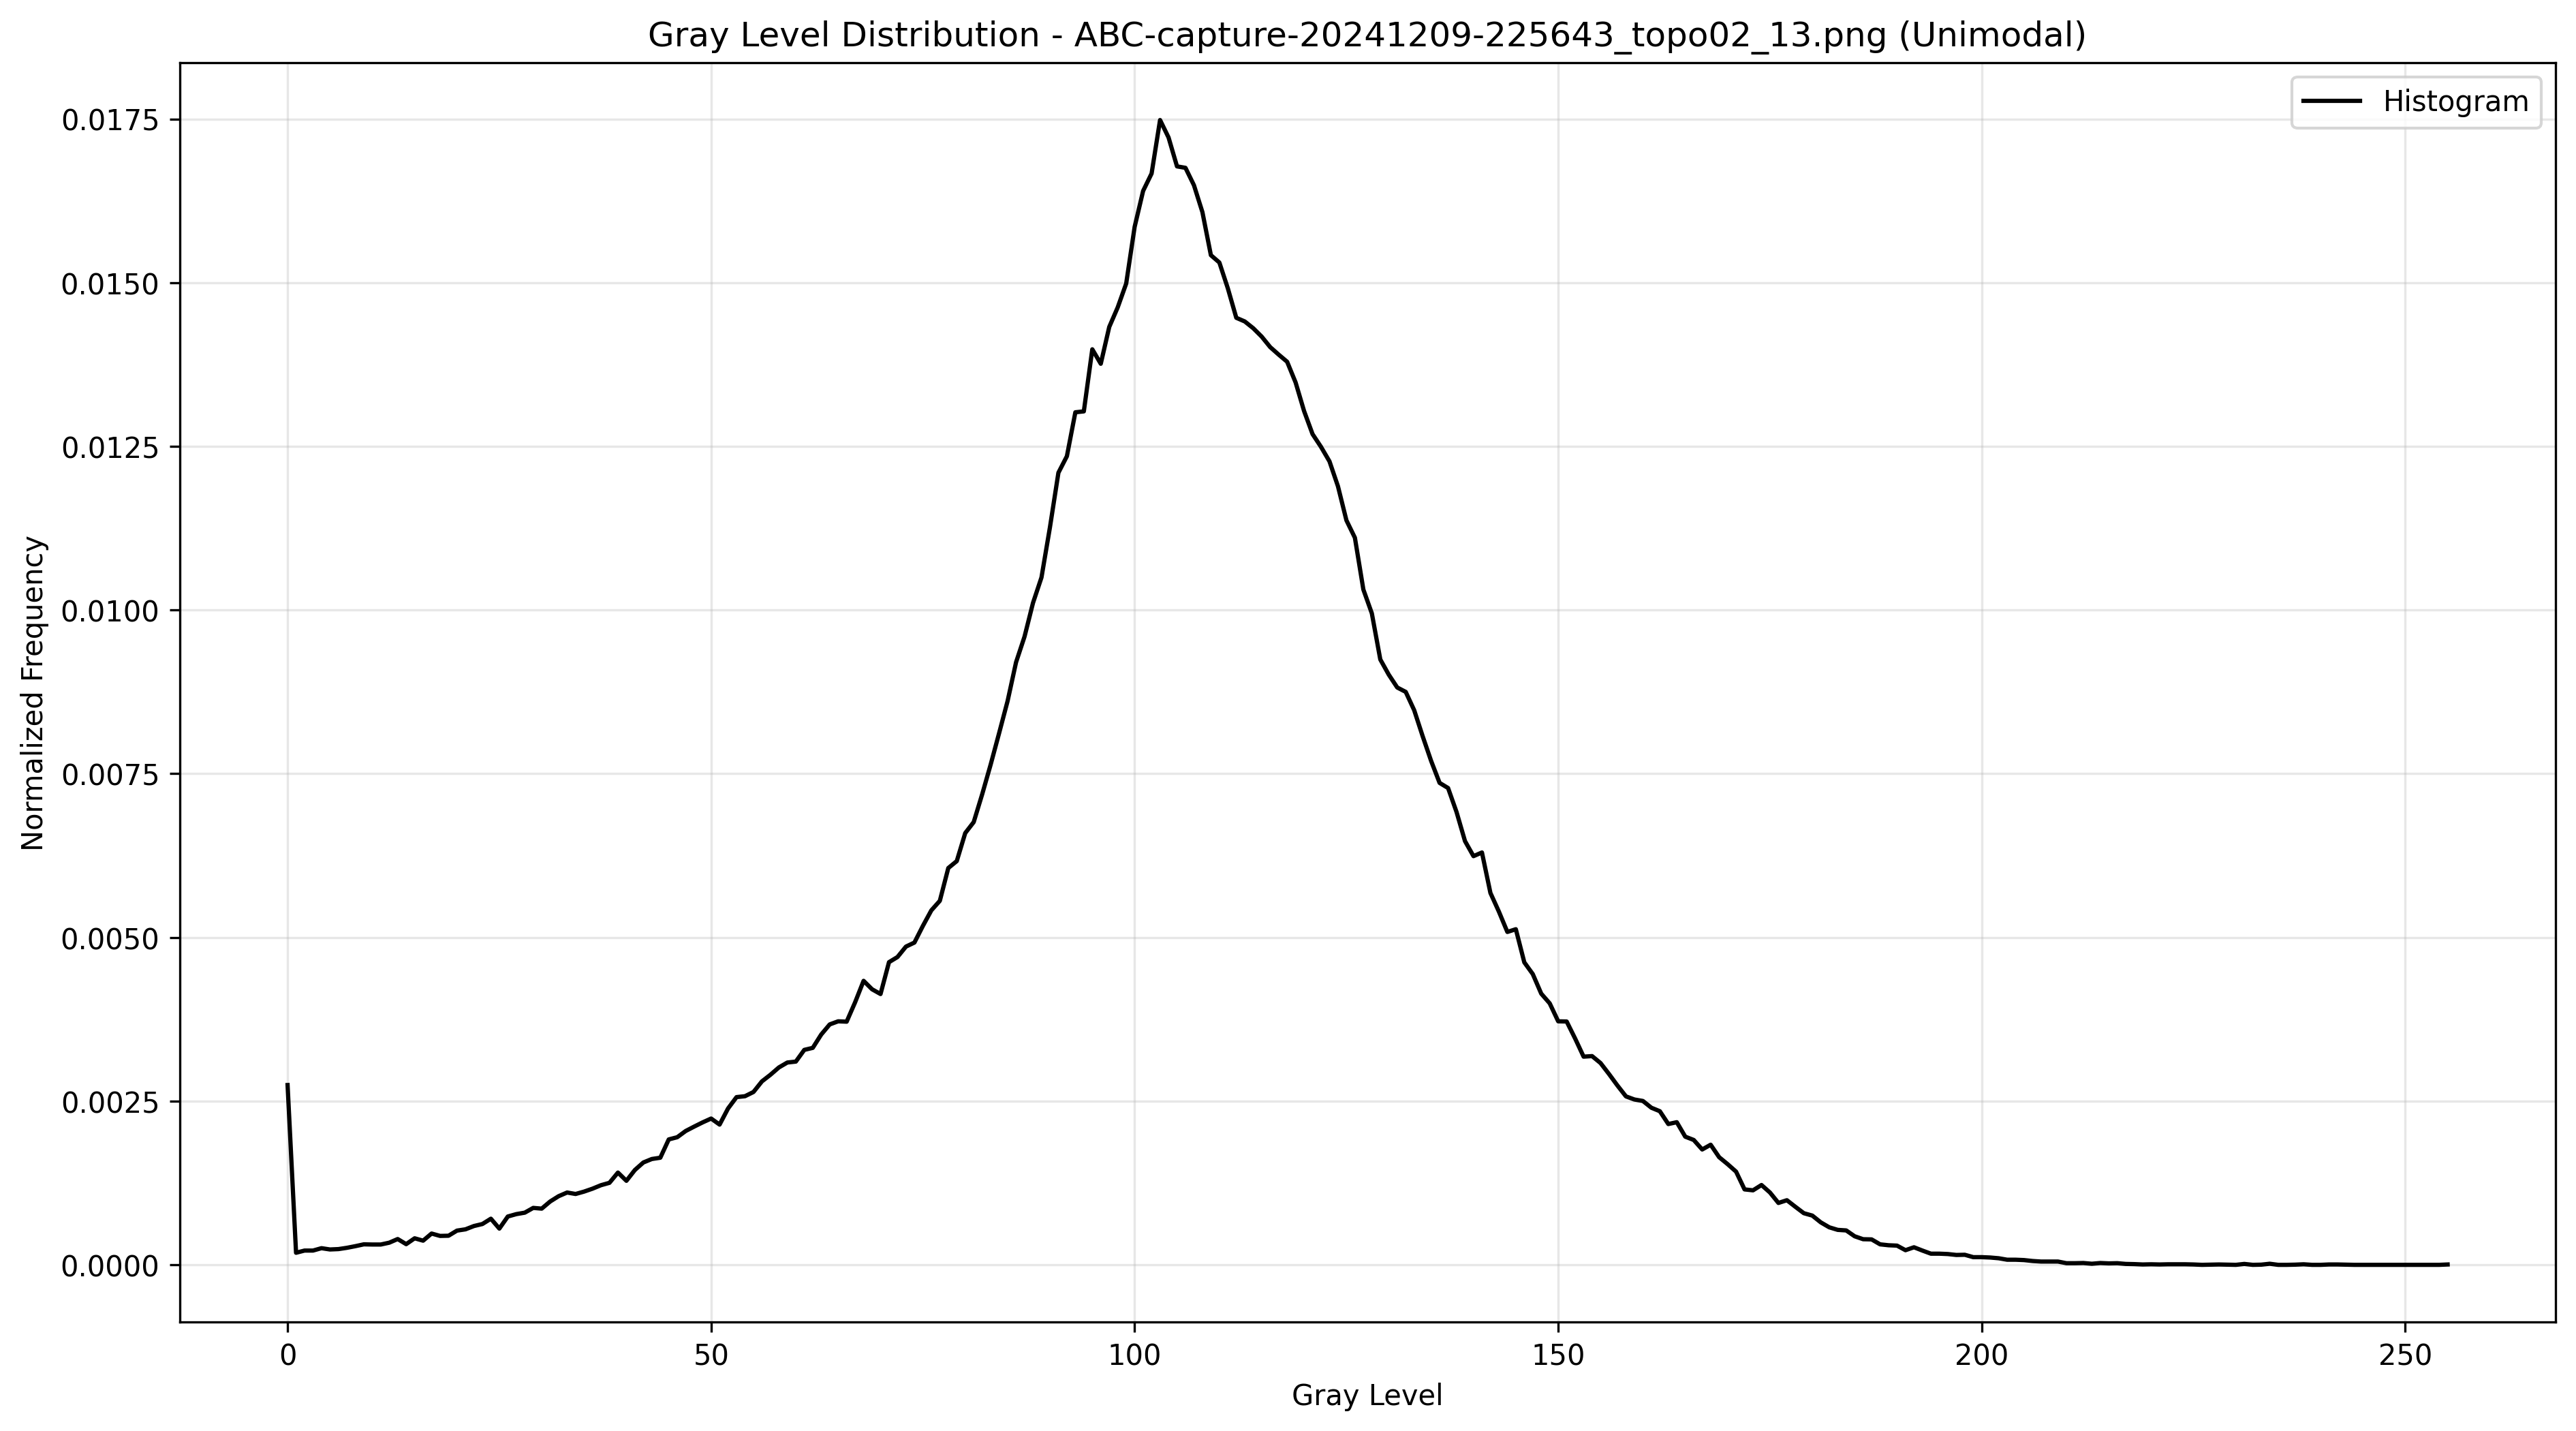 Gray Level Distribution - ABC-capture-20241209-225643_topo02_13.png (Unimodal)
Histogram
Normalized Frequency
0.0175
0.0150
0.0125
0.0100
0.0075
0.0050
0.0025
0.0000
0 50 100 150 200 250
Gray Level